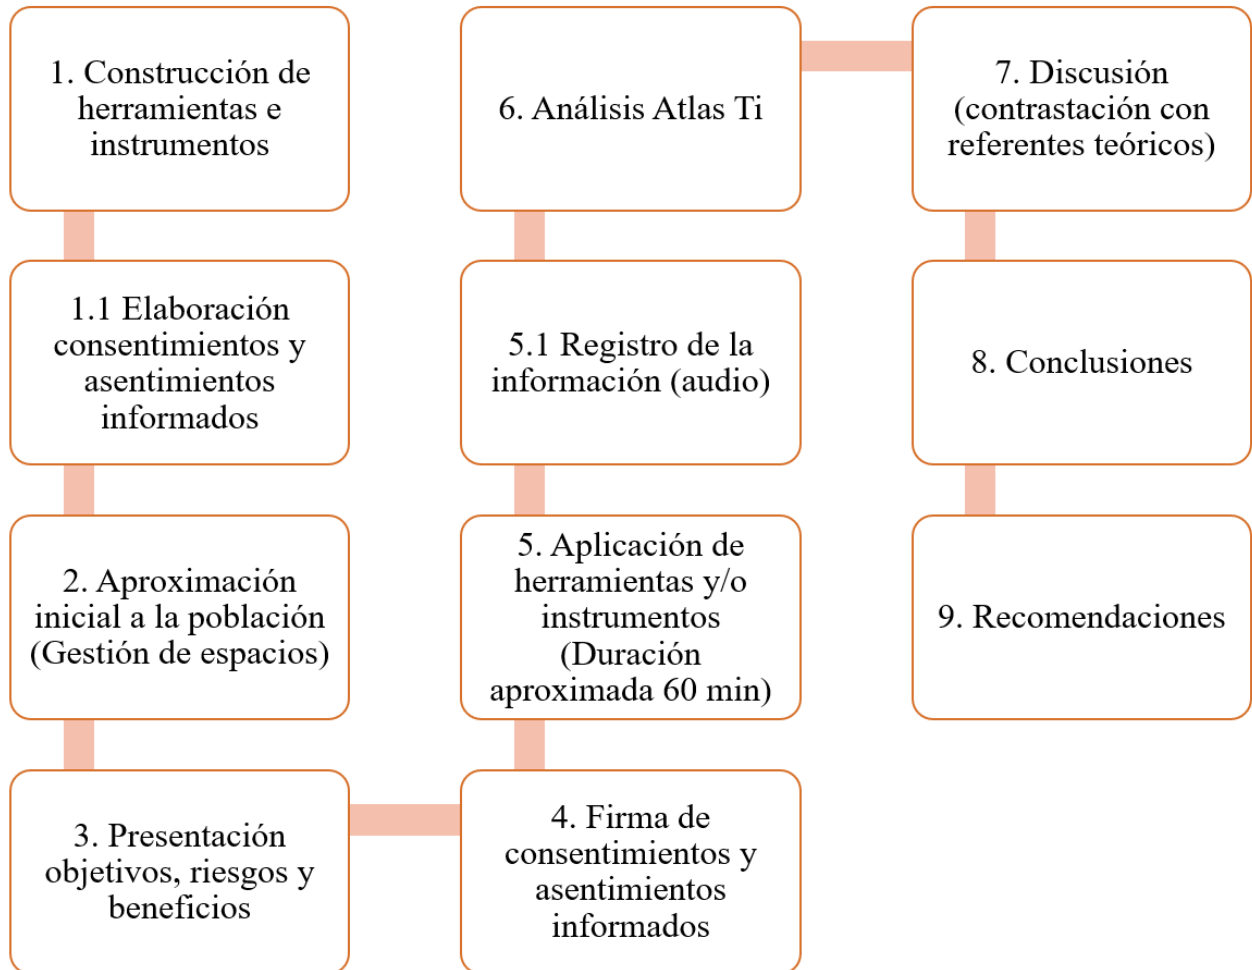 1. Construcción de
herramientas e
instrumentos
1.1 Elaboración
consentimientos y
asentimientos
informados
2. Aproximación
inicial a la población
(Gestión de espacios)
3. Presentación
objetivos, riesgos y
beneficios
4. Firma de
consentimientos y
asentimientos
informados
5. Aplicación de
herramientas y/o
instrumentos
(Duración
aproximada 60 min)
5.1 Registro de la
información (audio)
6. Análisis Atlas Ti
7. Discusión
(contrastación con
referentes teóricos)
8. Conclusiones
9. Recomendaciones